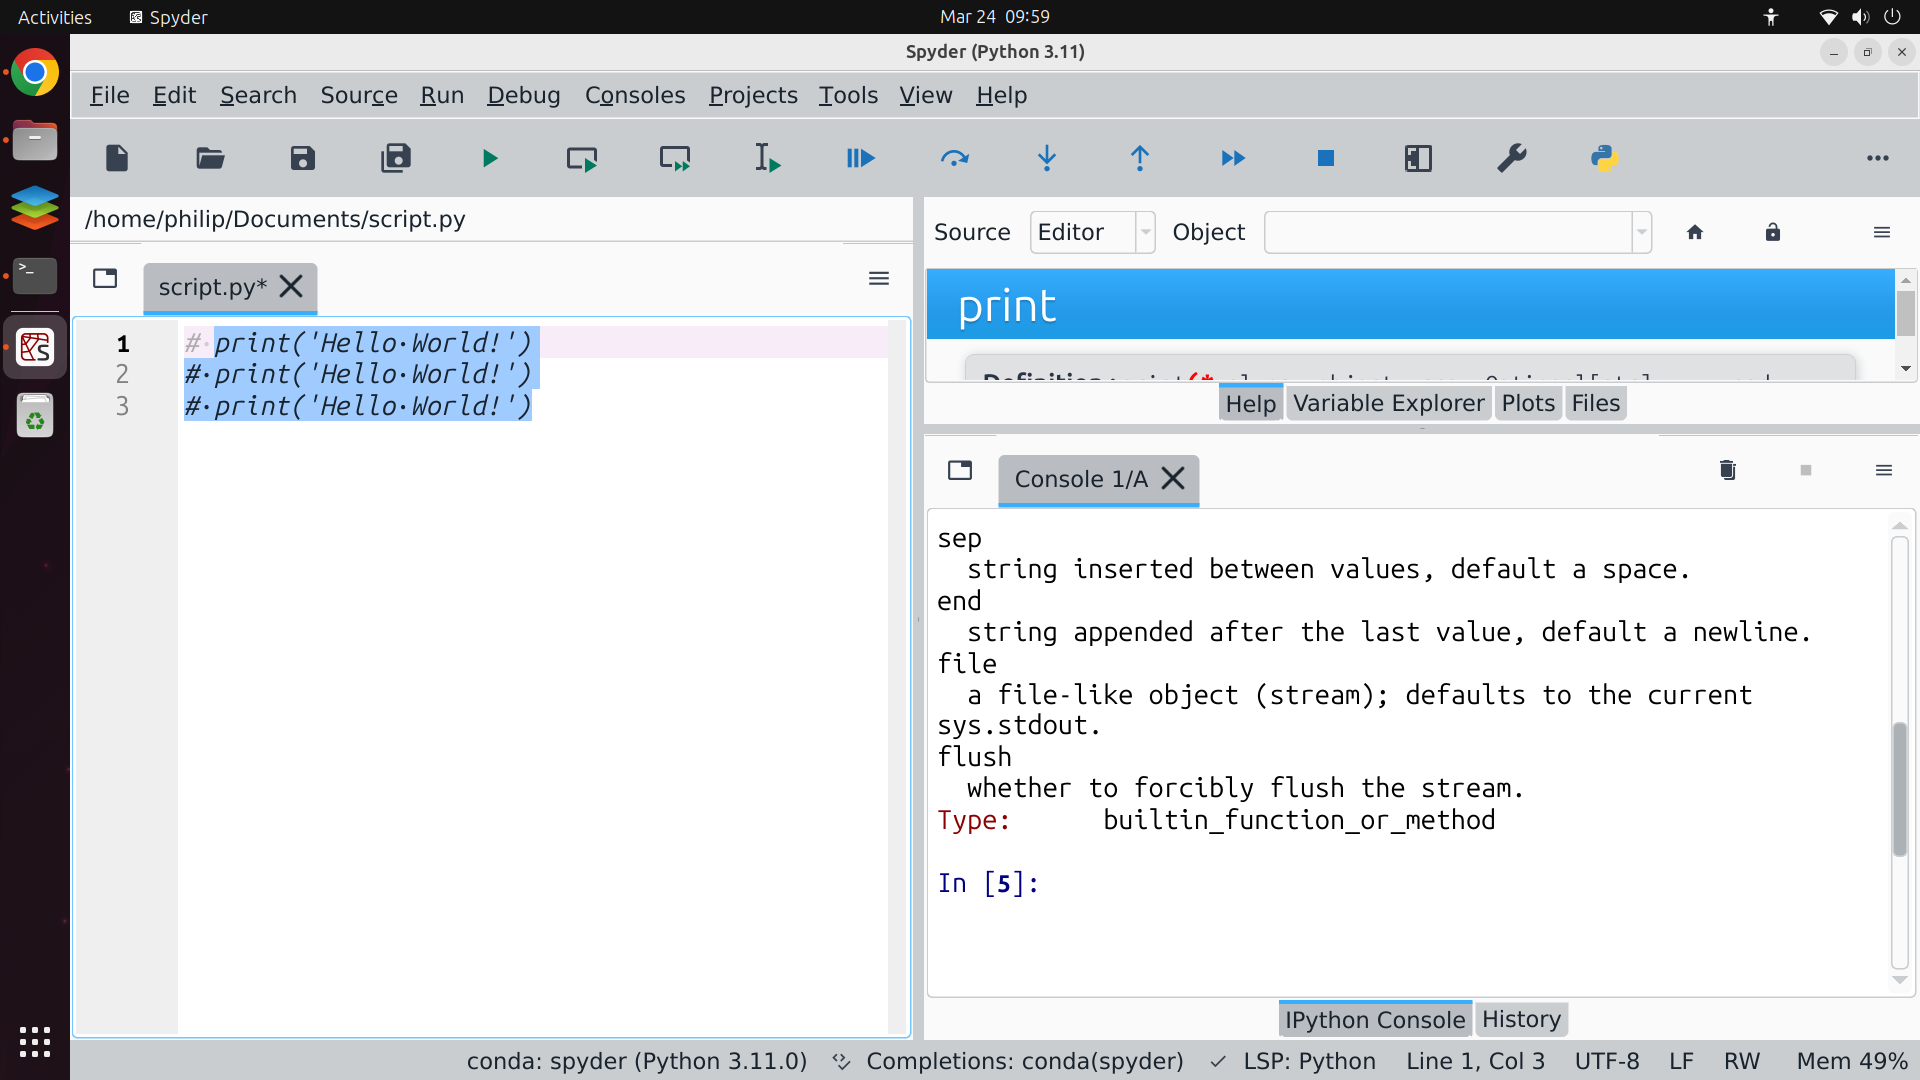 Activities
Spyder
Mar 24 09:59
Spyder (Python 3.11)
File Edit Search Source Run Debug Consoles Projects Tools View Help
/home/philip/Documents/script.py
script.py*
1 # print('Hello·World!')
2 #·print('Hello·World!')
3 #·print('Hello·World!')
Source Editor Object
print
Help Variable Explorer Plots Files
Console 1/A
sep
string inserted between values, default a space.
end
string appended after the last value, default a newline.
file
a file-like object (stream); defaults to the current
sys.stdout.
flush
whether to forcibly flush the stream.
Type: builtin_function_or_method
In [5]:
IPython Console History
conda: spyder (Python 3.11.0) Completions: conda(spyder) LSP: Python Line 1, Col 3 UTF-8 LF RW Mem 49%